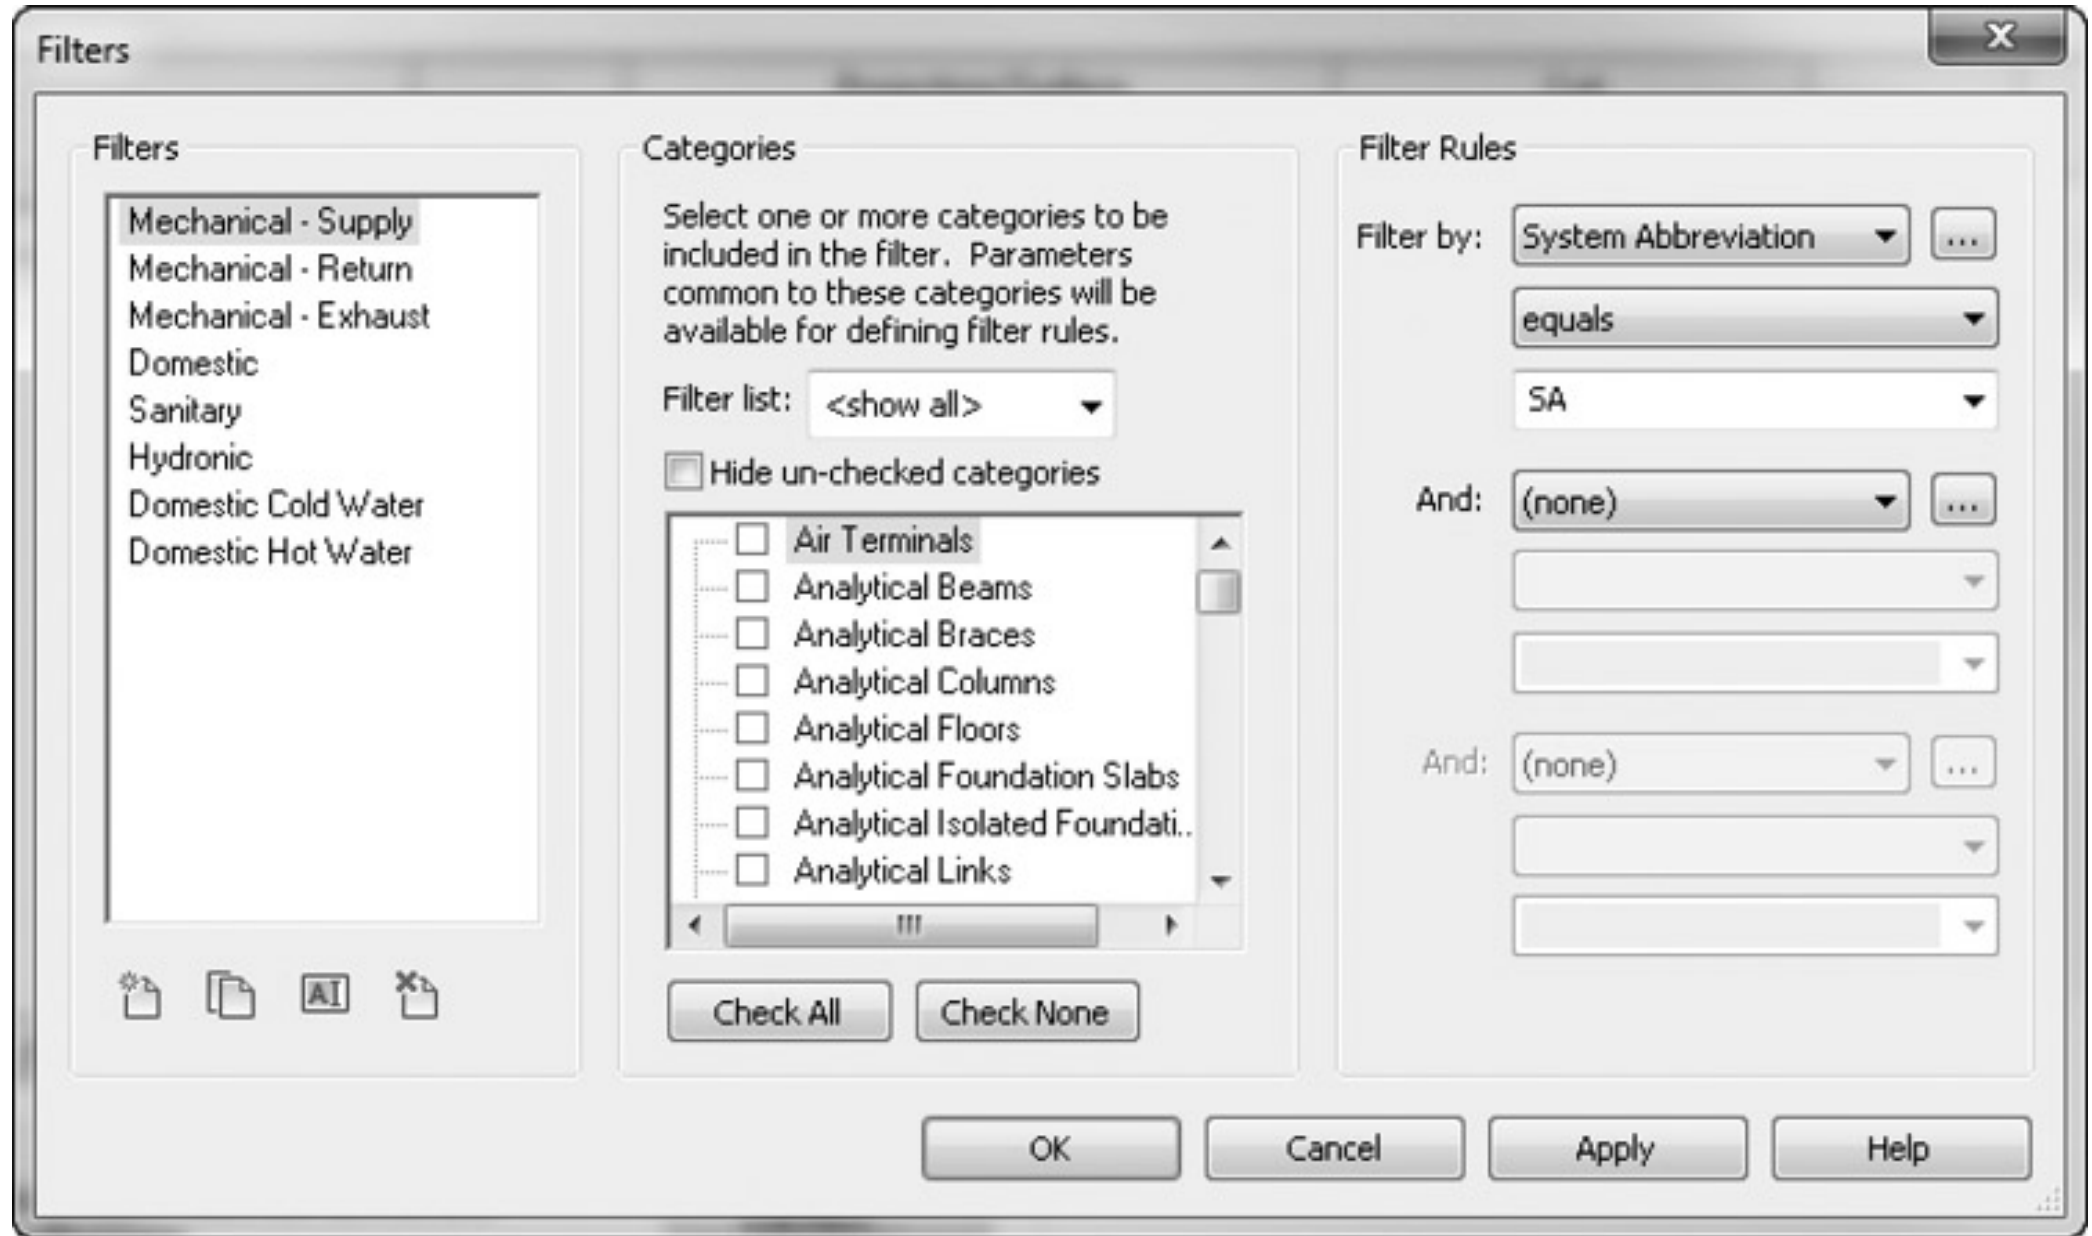 Filters
Filters
Mechanical - Supply
Mechanical - Return
Mechanical - Exhaust
Domestic
Sanitary
Hydronic
Domestic Cold Water
Domestic Hot Water
AI
Categories
Select one or more categories to be
included in the filter. Parameters
common to these categories will be
available for defining filter rules.
Filter list: <show all>
Hide un-checked categories
Air Terminals
Analytical Beams
Analytical Braces
Analytical Columns
Analytical Floors
Analytical Foundation Slabs
Analytical Isolated Foundati..
Analytical Links
Check All Check None
Filter Rules
Filter by: System Abbreviation ...
equals
SA
And: (none) ...
And: (none) ...
OK Cancel Apply Help